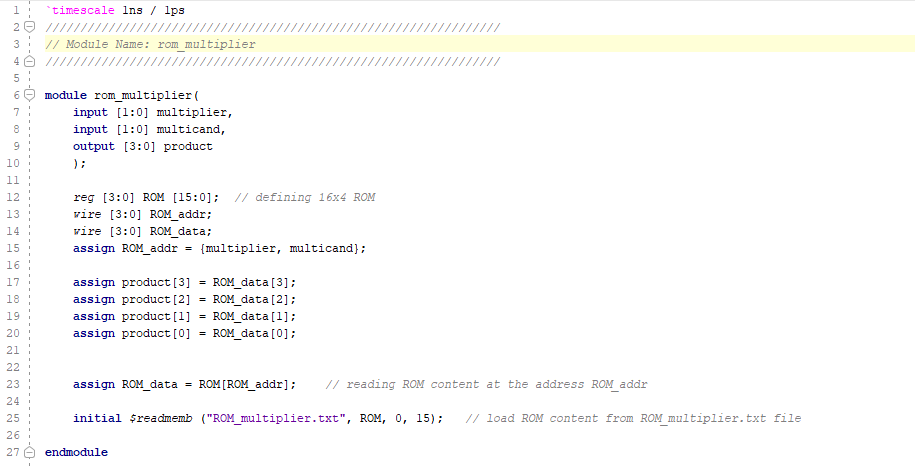 1 `timescale 1ns / 1ps
2 /////////////////////////////////////////////////////////////////
3 // Module Name: rom_multiplier
4 /////////////////////////////////////////////////////////////////
5
6 module rom_multiplier(
7 input [1:0] multiplier,
8 input [1:0] multicand,
9 output [3:0] product
10 );
11
12 reg [3:0] ROM [15:0]; // defining 16x4 ROM
13 wire [3:0] ROM_addr;
14 wire [3:0] ROM_data;
15 assign ROM_addr = {multiplier, multicand};
16
17 assign product[3] = ROM_data[3];
18 assign product[2] = ROM_data[2];
19 assign product[1] = ROM_data[1];
20 assign product[0] = ROM_data[0];
21
22
23 assign ROM_data = ROM[ROM_addr]; // reading ROM content at the address ROM_addr
24
25 initial $readmemb ("ROM_multiplier.txt", ROM, 0, 15); // load ROM content from ROM_multiplier.txt file
26
27 endmodule